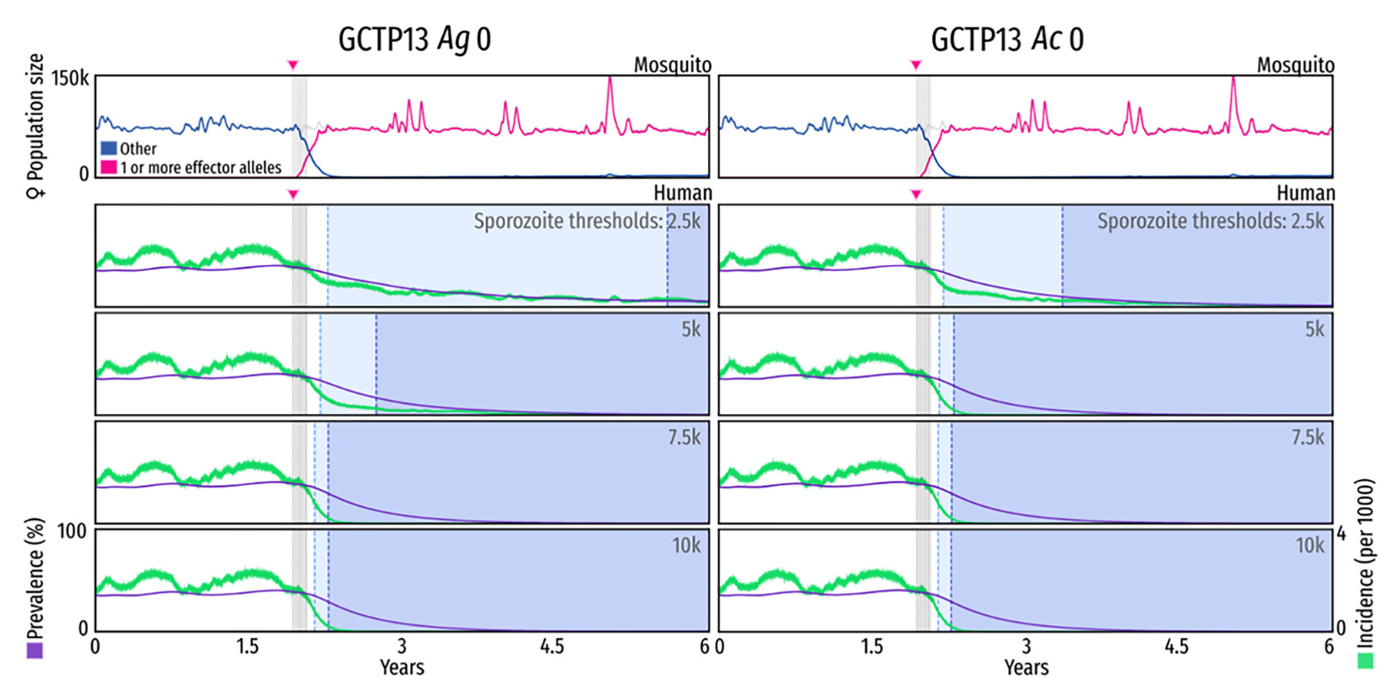 GCTP13 Ag 0
GCTP13 Ac 0
♀ Population size
150k
0
Mosquito
Mosquito
Other
1 or more effector alleles
Human
Human
Sporozoite thresholds: 2.5k
Sporozoite thresholds: 2.5k
5k
5k
7.5k
7.5k
10k
10k
Prevalence (%)
100
0
4
0
Incidence (per 1000)
0 1.5 3 4.5 6
0 1.5 3 4.5 6
Years
Years